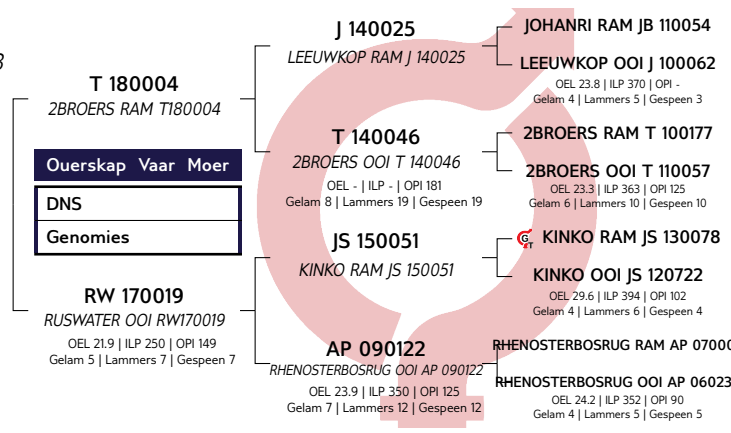 T 180004
2BROERS RAM T180004
Ouerskap Vaar Moer
DNS
Genomies
RW 170019
RUSWATER OOI RW170019
OEL 21.9 | ILP 250 | OPI 149
Gelam 5 | Lammers 7 | Gespeen 7
J 140025
LEEUWKOP RAM J 140025
T 140046
2BROERS OOI T 140046
OEL - | ILP - | OPI 181
Gelam 8 | Lammers 19 | Gespeen 19
JS 150051
KINKO RAM JS 150051
AP 090122
RHENOSTERBOSRUG OOI AP 090122
OEL 23.9 | ILP 350 | OPI 125
Gelam 7 | Lammers 12 | Gespeen 12
JOHANRI RAM JB 110054
LEEUWKOP OOI J 100062
OEL 23.8 | ILP 370 | OPI -
Gelam 4 | Lammers 5 | Gespeen 3
2BROERS RAM T 100177
2BROERS OOI T 110057
OEL 23.3 | ILP 363 | OPI 125
Gelam 6 | Lammers 10 | Gespeen 10
GT KINKO RAM JS 130078
KINKO OOI JS 120722
OEL 29.6 | ILP 394 | OPI 102
Gelam 4 | Lammers 6 | Gespeen 4
RHENOSTERBOSRUG RAM AP 0700
RHENOSTERBOSRUG OOI AP 06023
OEL 24.2 | ILP 352 | OPI 90
Gelam 4 | Lammers 5 | Gespeen 5